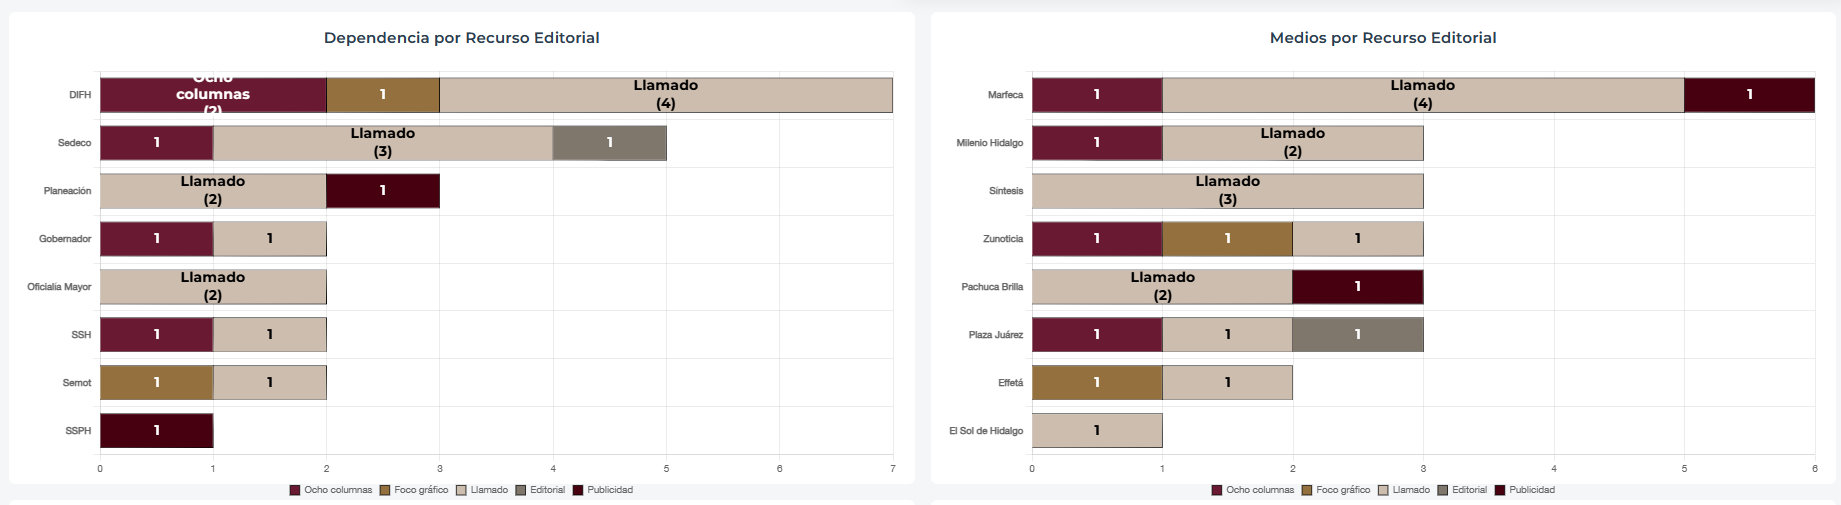 Dependencia por Recurso Editorial
DIFH
Ocho
columnas
(2)
1
Llamado
(4)
Sedeco
1
Llamado
(3)
1
Planeación
Llamado
(2)
1
Gobernador
1
1
Oficialía Mayor
Llamado
(2)
SSH
1
1
Semot
1
1
SSPH
1
0
1
2
3
4
5
6
7
Ocho columnas
Foco gráfico
Llamado
Editorial
Publicidad
Medios por Recurso Editorial
Marfeca
1
Llamado
(4)
1
Milenio Hidalgo
1
Llamado
(2)
Síntesis
Llamado
(3)
Zunoticia
1
1
1
Pachuca Brilla
Llamado
(2)
1
Plaza Juárez
1
1
1
Effetá
1
1
El Sol de Hidalgo
1
0
1
2
3
4
5
6
Ocho columnas
Foco gráfico
Llamado
Editorial
Publicidad